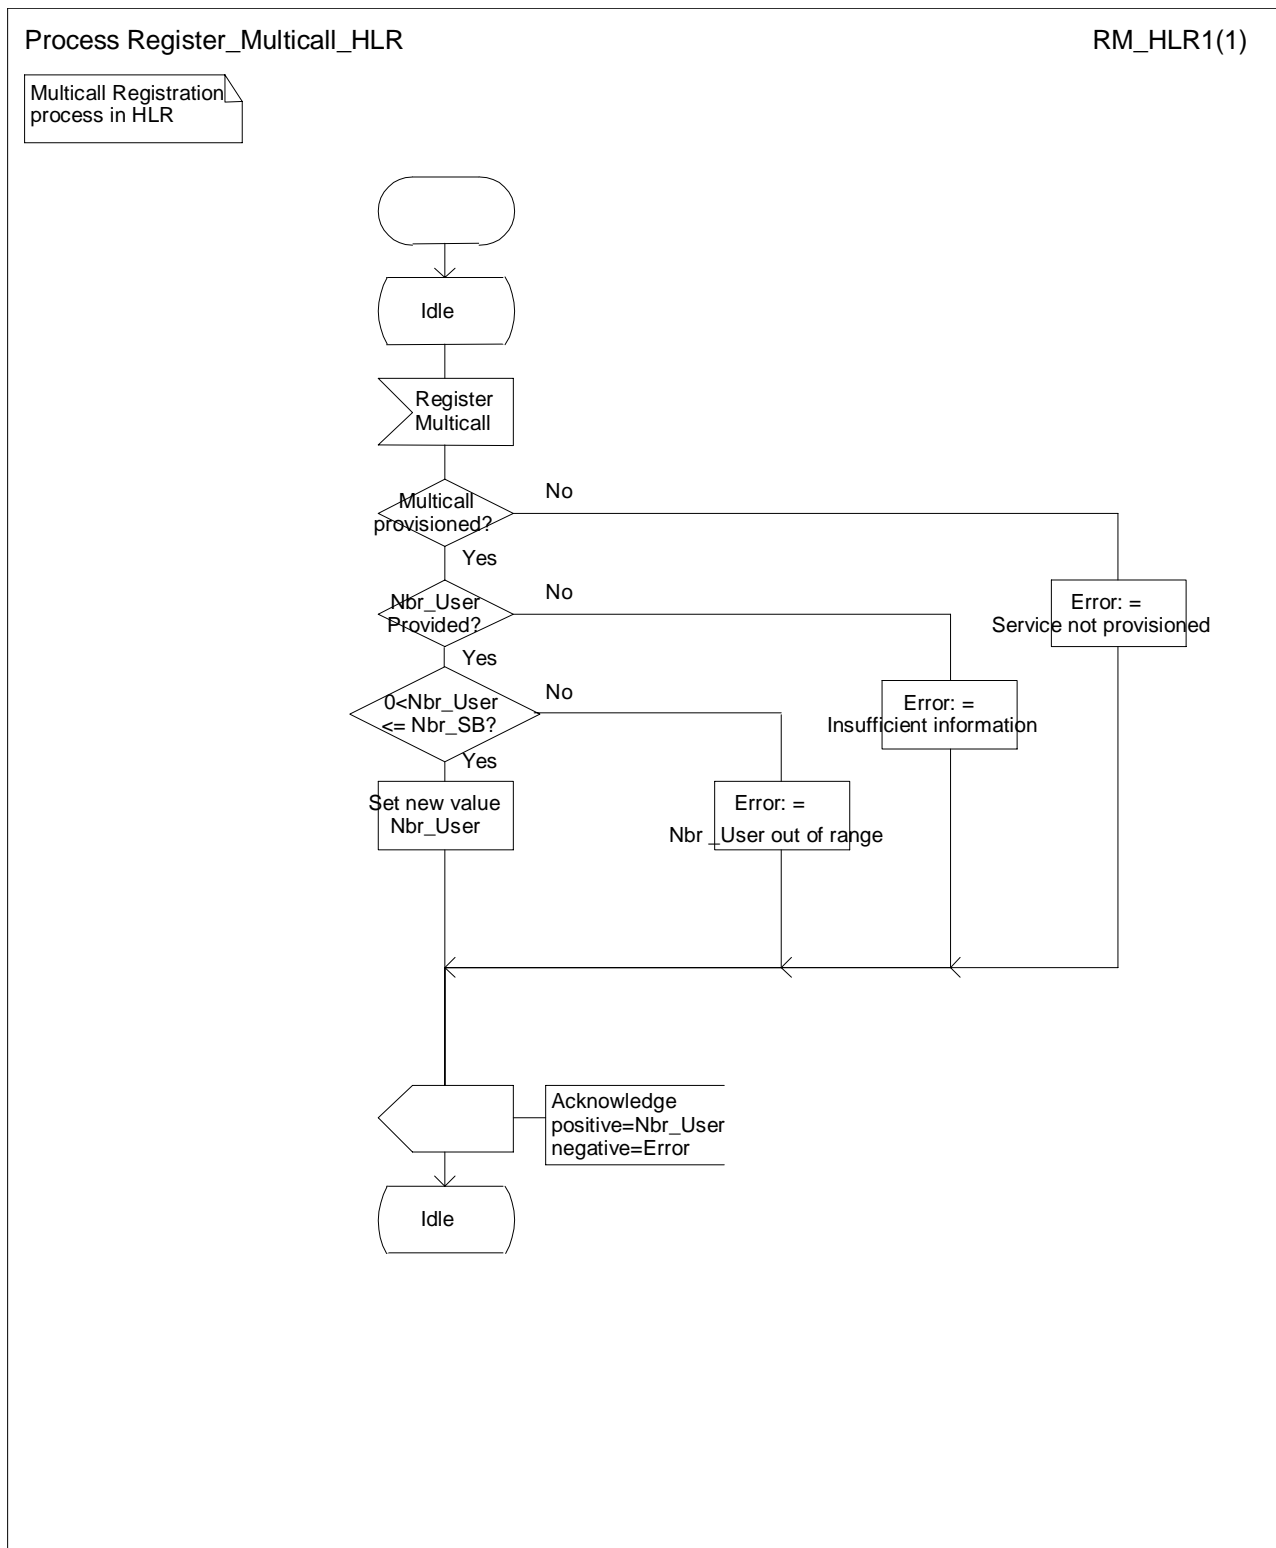 Process Register_Multicall_HLR
RM_HLR1(1)
Multicall Registration
process in HLR
Idle
Register
Multicall
Multicall
provisioned?
No
Yes
Nbr_User
Provided?
No
Yes
Error: =
Service not provisioned
0<Nbr_User
<= Nbr_SB?
No
Yes
Error: =
Insufficient information
Set new value
Nbr_User
Error: =
Nbr _User out of range
Acknowledge
positive=Nbr_User
negative=Error
Idle